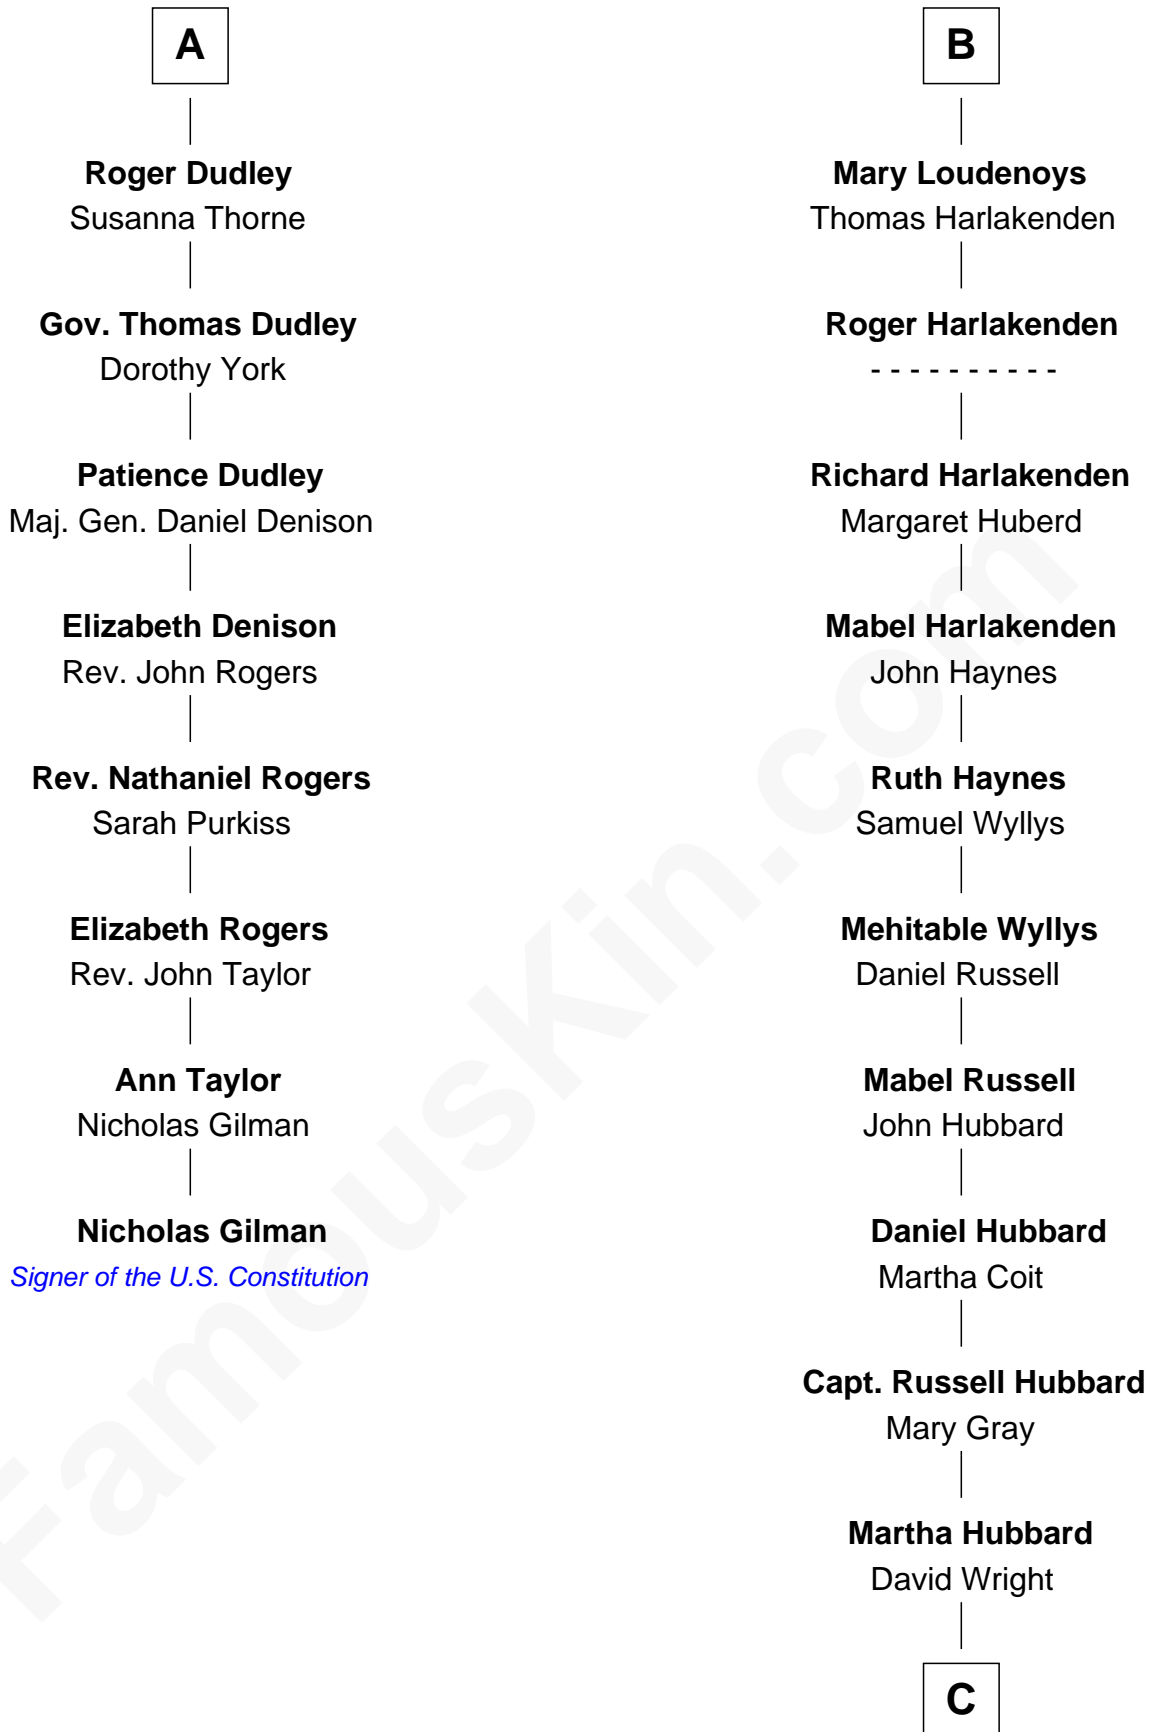 A
Roger Dudley
Susanna Thorne
Gov. Thomas Dudley
Dorothy York
Patience Dudley
Maj. Gen. Daniel Denison
Elizabeth Denison
Rev. John Rogers
Rev. Nathaniel Rogers
Sarah Purkiss
Elizabeth Rogers
Rev. John Taylor
Ann Taylor
Nicholas Gilman
Nicholas Gilman
Signer of the U.S. Constitution
B
Mary Loudenoys
Thomas Harlakenden
Roger Harlakenden
- - - - - - - - - -
Richard Harlakenden
Margaret Huberd
Mabel Harlakenden
John Haynes
Ruth Haynes
Samuel Wyllys
Mehitable Wyllys
Daniel Russell
Mabel Russell
John Hubbard
Daniel Hubbard
Martha Coit
Capt. Russell Hubbard
Mary Gray
Martha Hubbard
David Wright
C
FamousKin.com